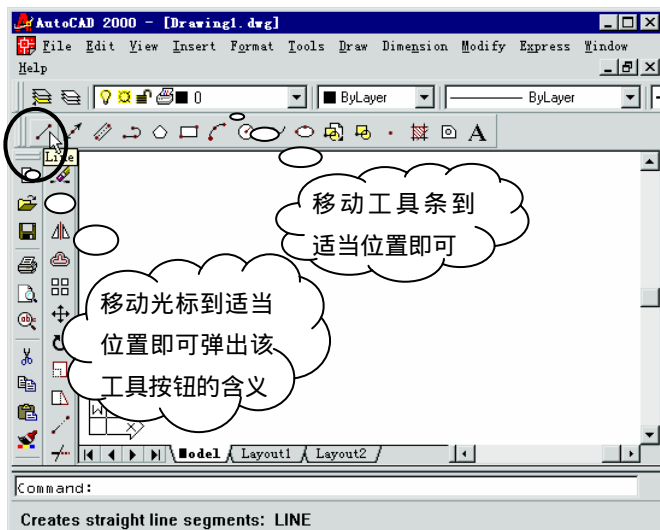 AutoCAD 2000 - [Drawing1.dwg]
File Edit View Insert Format Tools Draw Dimension Modify Express Window
Help
0 ByLayer ByLayer
A
Line
移动工具条到
适当位置即可
移动光标到适当
位置即可弹出该
工具按钮的含义
W
Model Layout1 Layout2
Command:
Creates straight line segments: LINE